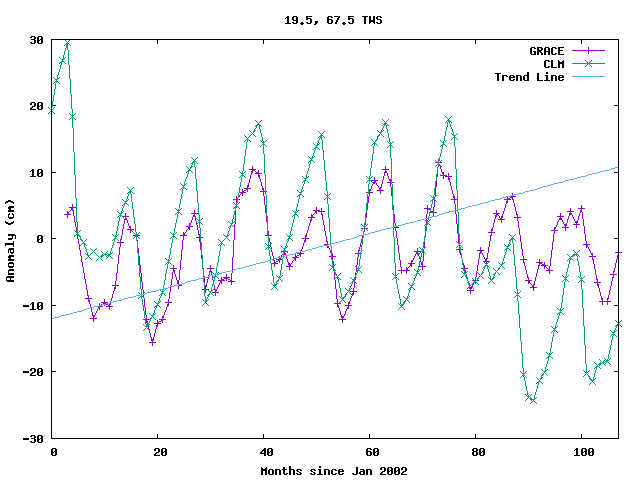 19.5, 67.5 TWS
GRACE
CLM
Trend Line
30
20
10
0
-10
-20
-30
Anomaly (cm)
0 20 40 60 80 100
Months since Jan 2002